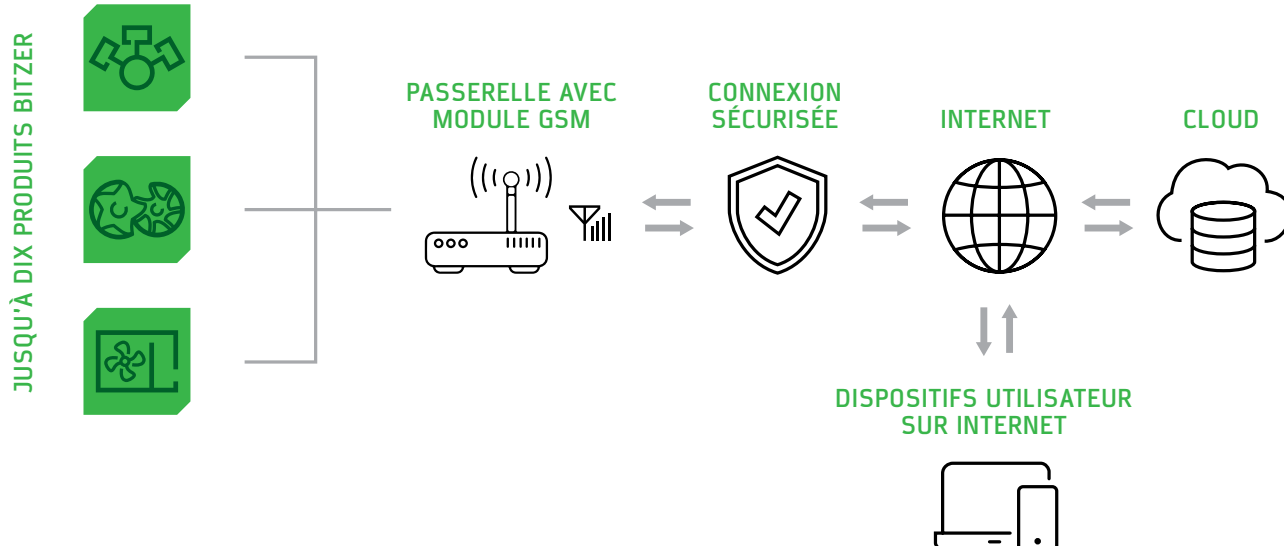 JUSQU'À DIX PRODUITS BITZER
PASSERELLE AVEC
MODULE GSM
CONNEXION
SÉCURISÉE
INTERNET
CLOUD
DISPOSITIFS UTILISATEUR
SUR INTERNET